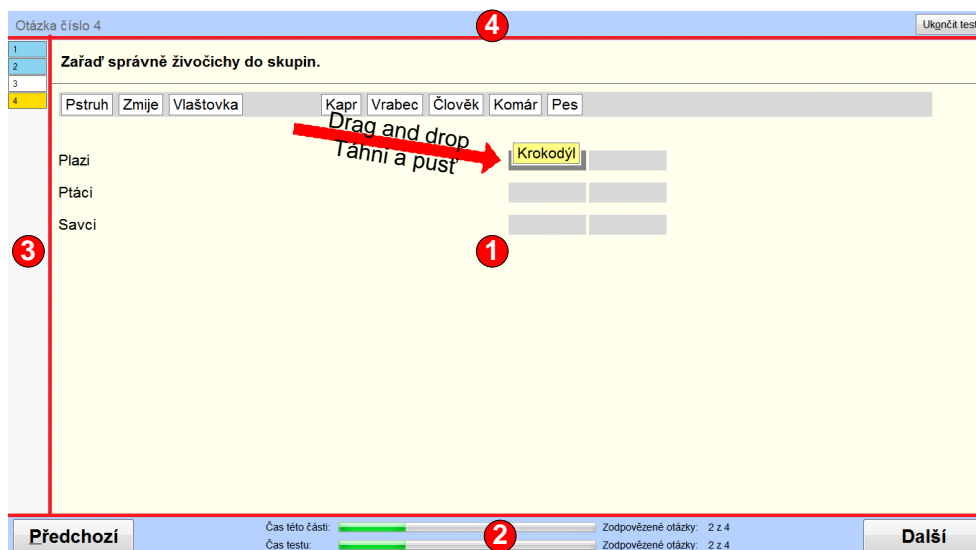 Otázka číslo 4
4
Ukončit test
1
2
3
4
Zařaď správně živočichy do skupin.
Pstruh Zmije Vlaštovka Kapr Vrabec Člověk Komár Pes
Drag and drop
Táhni a pusť
Krokodýl
Plazi
Ptáci
Savci
3
1
Předchozí
Čas této části:
Zodpovězené otázky: 2 z 4
2
Čas testu:
Zodpovězené otázky: 2 z 4
Další